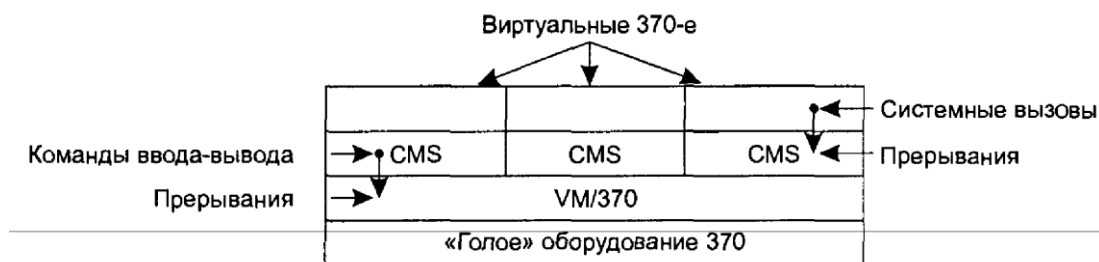 Виртуальные 370-е
Системные вызовы
Команды ввода-вывода
CMS
CMS
CMS
Прерывания
Прерывания
VM/370
«Голое» оборудование 370